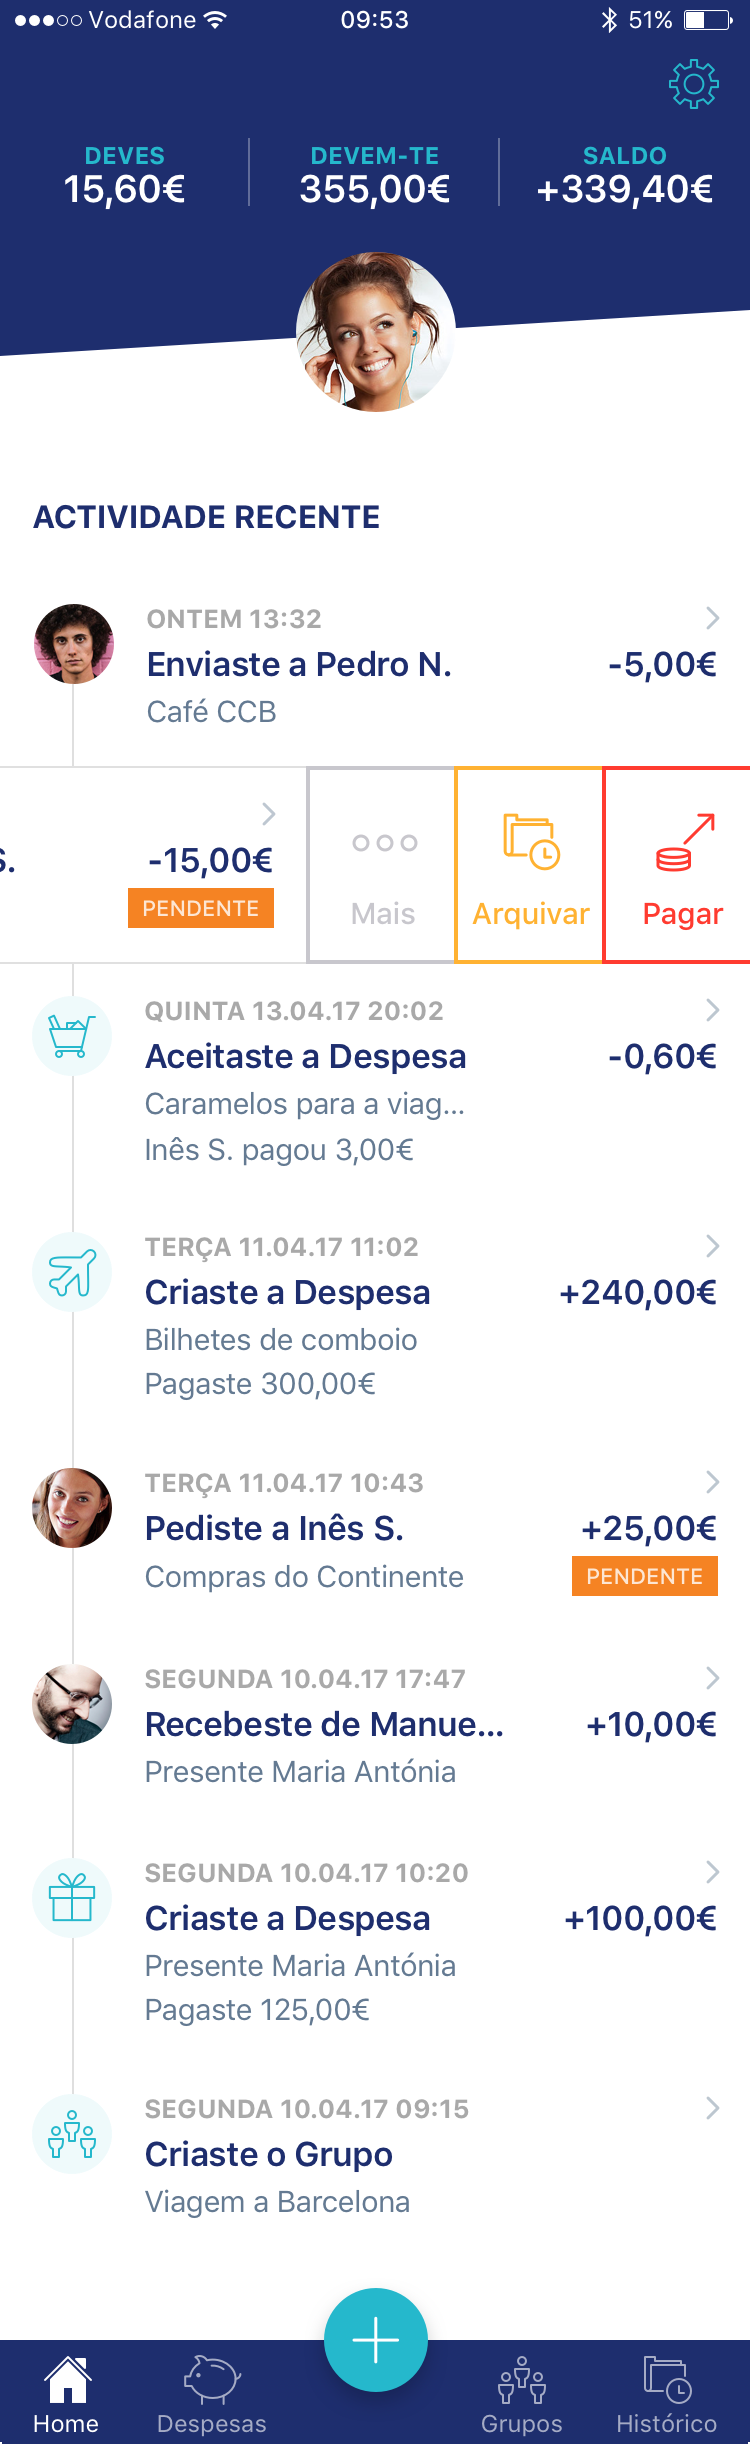 Vodafone 09:53 51%
DEVES DEVEM-TE SALDO
15,60€ 355,00€ +339,40€
ACTIVIDADE RECENTE
ONTEM 13:32
Enviaste a Pedro N. -5,00€
Café CCB
S. -15,00€
PENDENTE
Mais Arquivar Pagar
QUINTA 13.04.17 20:02
Aceitaste a Despesa -0,60€
Caramelos para a viag...
Inês S. pagou 3,00€
TERÇA 11.04.17 11:02
Criaste a Despesa +240,00€
Bilhetes de comboio
Pagaste 300,00€
TERÇA 11.04.17 10:43
Pediste a Inês S. +25,00€
Compras do Continente PENDENTE
SEGUNDA 10.04.17 17:47
Recebeste de Manue... +10,00€
Presente Maria Antónia
SEGUNDA 10.04.17 10:20
Criaste a Despesa +100,00€
Presente Maria Antónia
Pagaste 125,00€
SEGUNDA 10.04.17 09:15
Criaste o Grupo
Viagem a Barcelona
Home Despesas Grupos Histórico